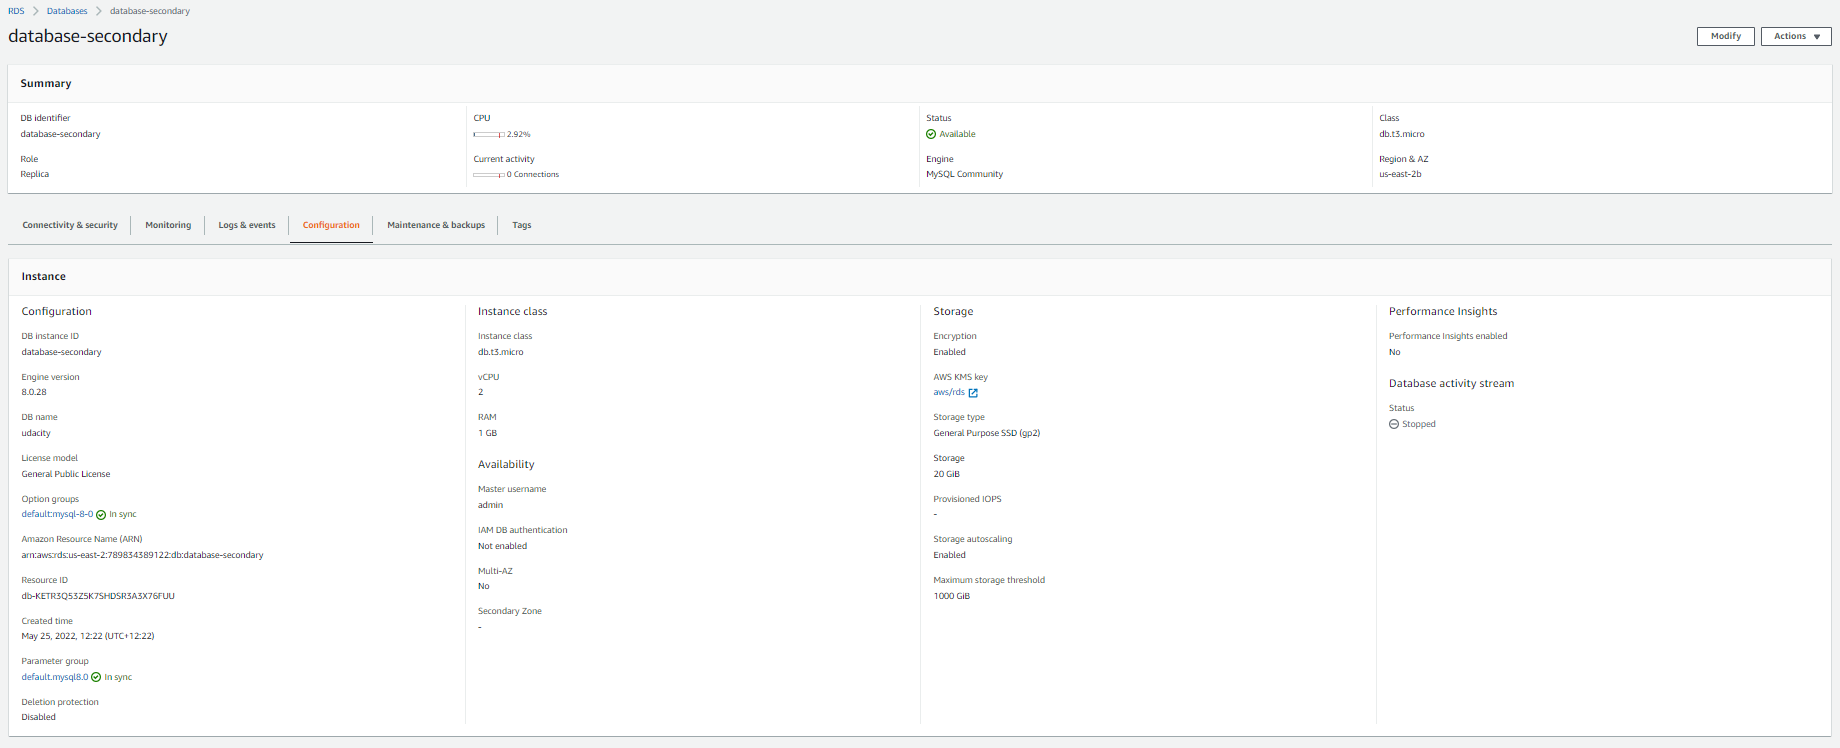 RDS > Databases > database-secondary
database-secondary
Modify
Actions
Summary
DB identifier
database-secondary
Role
Replica
CPU
2.92%
Current activity
0 Connections
Status
Available
Engine
MySQL Community
Class
db.t3.micro
Region & AZ
us-east-2b
Connectivity & security
Monitoring
Logs & events
Configuration
Maintenance & backups
Tags
Instance
Configuration
DB instance ID
database-secondary
Engine version
8.0.28
DB name
udacity
License model
General Public License
Option groups
default:mysql-8-0 In sync
Amazon Resource Name (ARN)
arn:aws:rds:us-east-2:789834389122:db:database-secondary
Resource ID
db-KETR3Q53Z5K7SHDSR3A3X76FUU
Created time
May 25, 2022, 12:22 (UTC+12:22)
Parameter group
default.mysql8.0 In sync
Deletion protection
Disabled
Instance class
Instance class
db.t3.micro
vCPU
2
RAM
1 GB
Availability
Master username
admin
IAM DB authentication
Not enabled
Multi-AZ
No
Secondary Zone
-
Storage
Encryption
Enabled
AWS KMS key
aws/rds
Storage type
General Purpose SSD (gp2)
Storage
20 GiB
Provisioned IOPS
-
Storage autoscaling
Enabled
Maximum storage threshold
1000 GiB
Performance Insights
Performance Insights enabled
No
Database activity stream
Status
Stopped